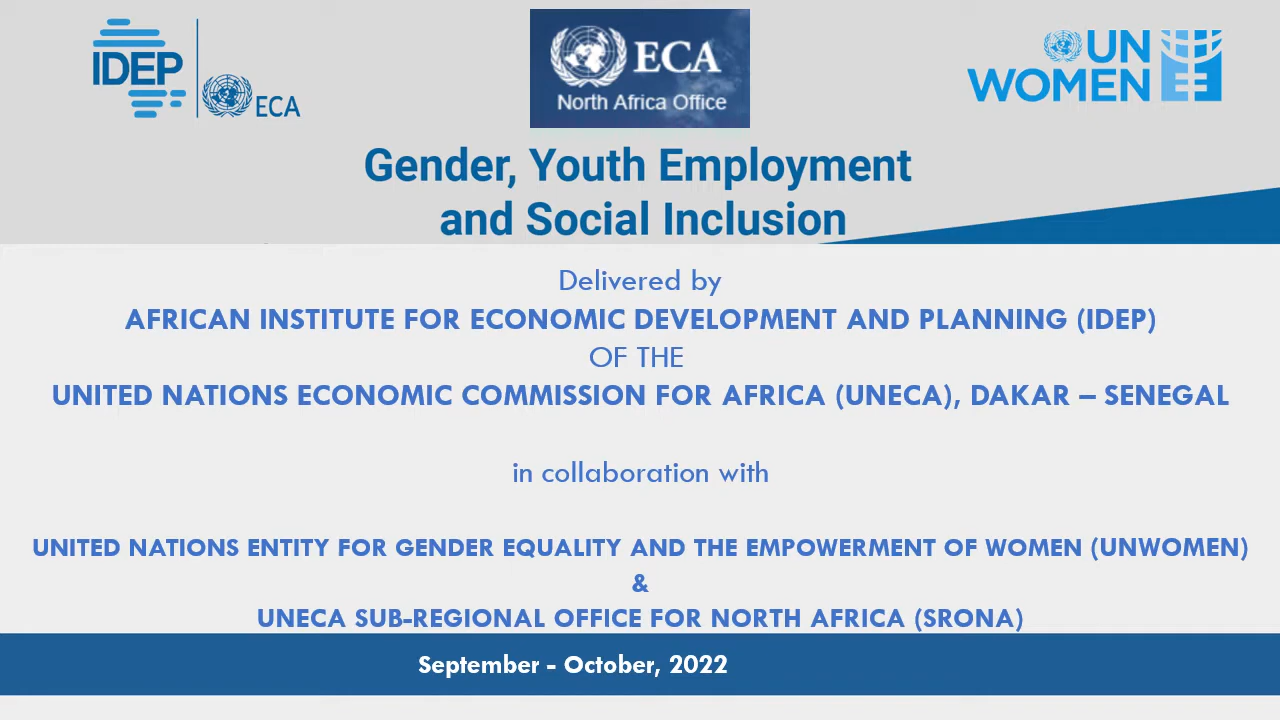 IDEP
ECA
ECA
North Africa Office
UN
WOMEN
Gender, Youth Employment
and Social Inclusion
Delivered by
AFRICAN INSTITUTE FOR ECONOMIC DEVELOPMENT AND PLANNING (IDEP)
OF THE
UNITED NATIONS ECONOMIC COMMISSION FOR AFRICA (UNECA), DAKAR – SENEGAL
in collaboration with
UNITED NATIONS ENTITY FOR GENDER EQUALITY AND THE EMPOWERMENT OF WOMEN (UNWOMEN)
&
UNECA SUB-REGIONAL OFFICE FOR NORTH AFRICA (SRONA)
September - October, 2022